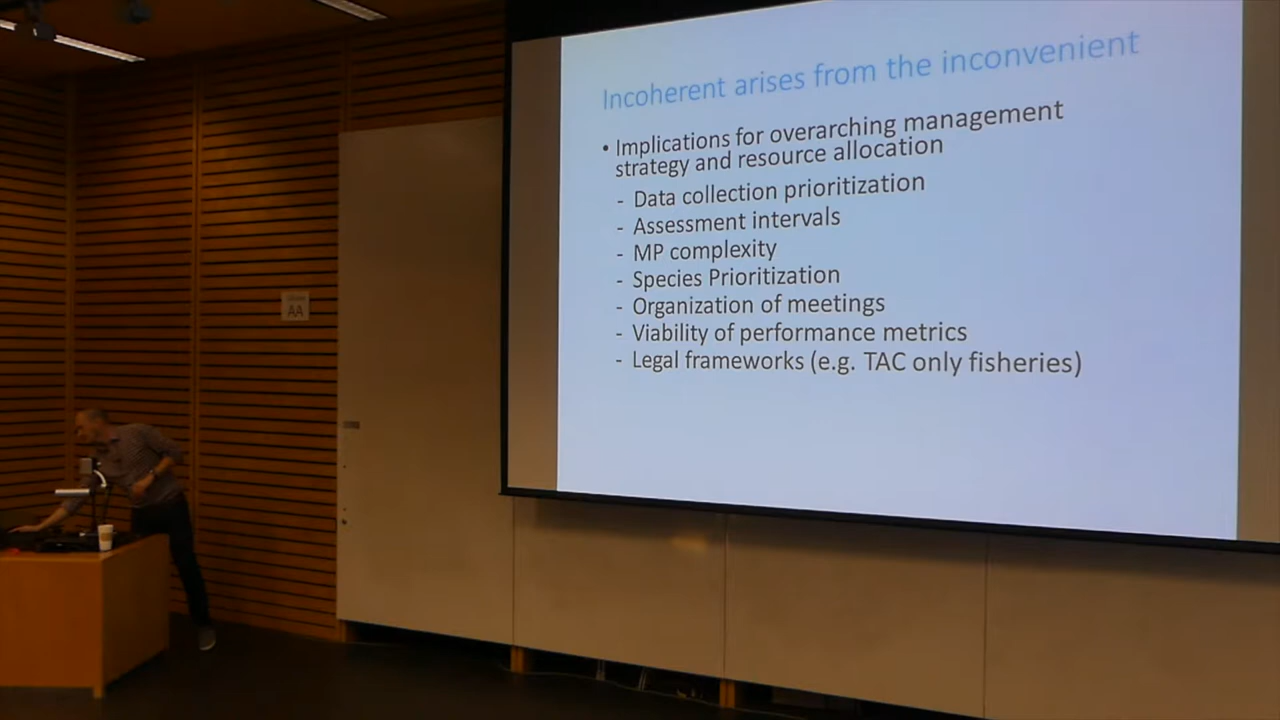 Incoherent arises from the inconvenient
• Implications for overarching management
strategy and resource allocation
- Data collection prioritization
- Assessment intervals
- MP complexity
- Species Prioritization
- Organization of meetings
- Viability of performance metrics
- Legal frameworks (e.g. TAC only fisheries)
AA